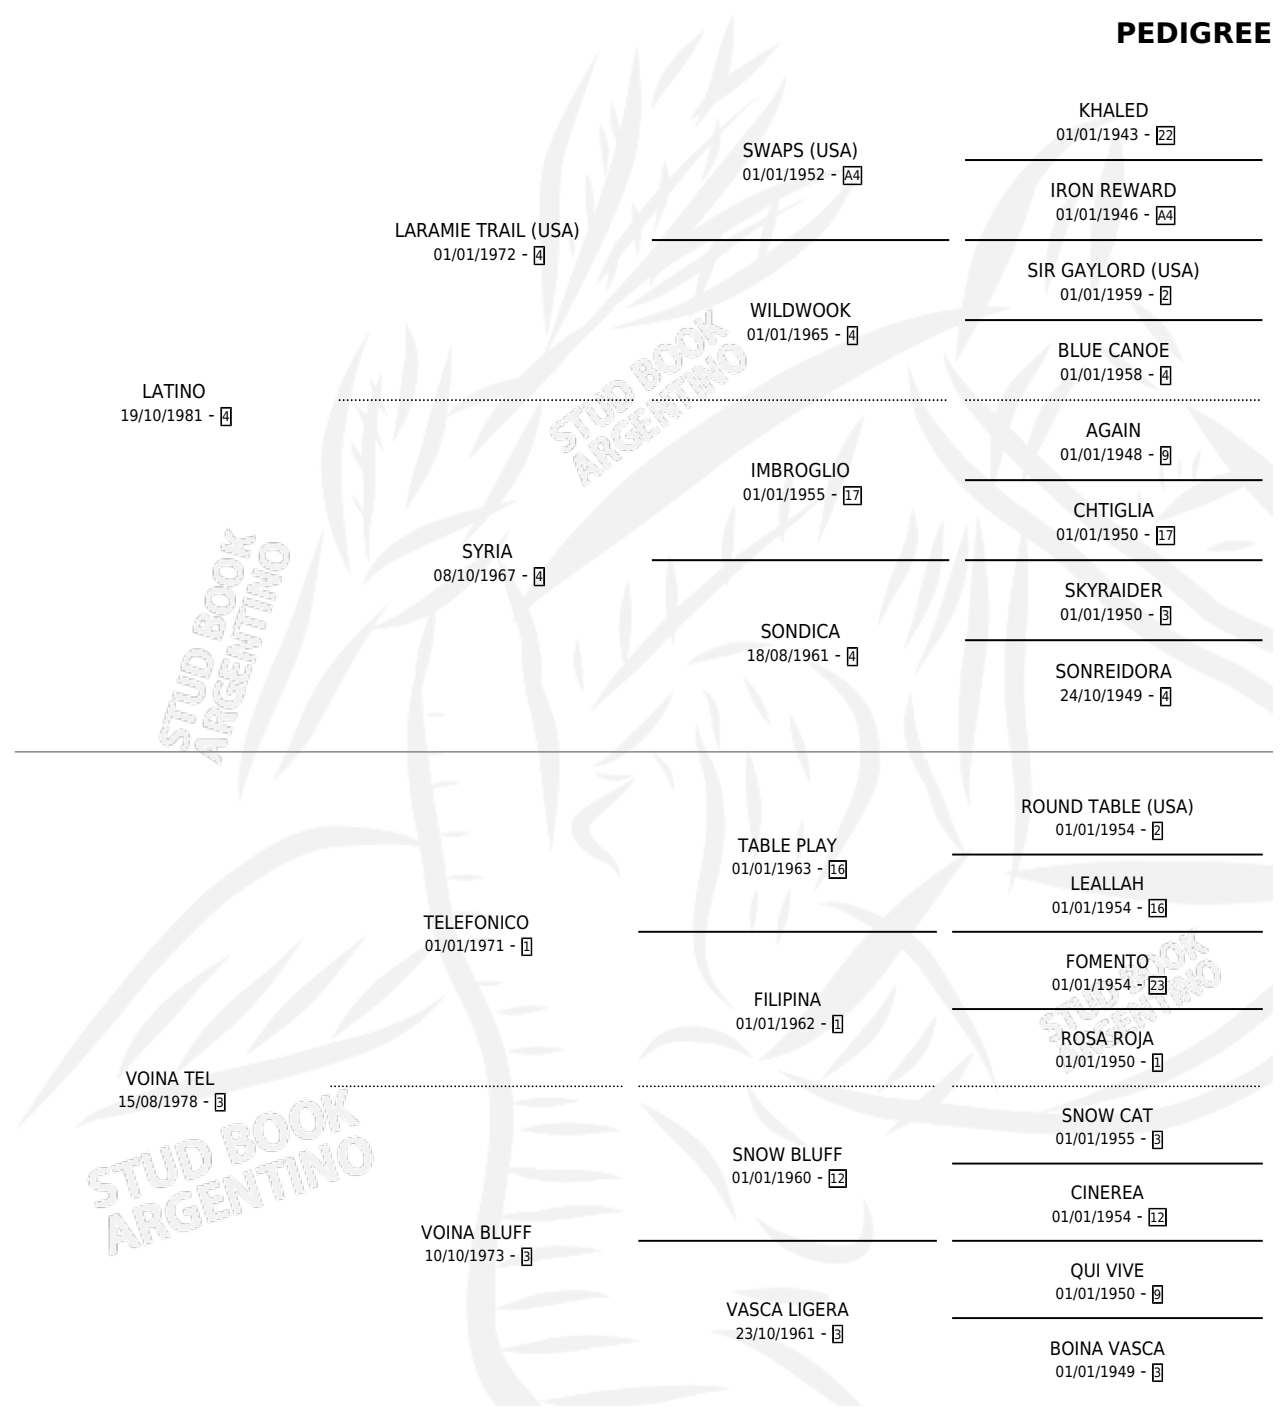 PEDIGREE
KHALED
01/01/1943 - 22
SWAPS (USA)
01/01/1952 - A4
IRON REWARD
01/01/1946 - A4
LARAMIE TRAIL (USA)
01/01/1972 - 4
SIR GAYLORD (USA)
01/01/1959 - 2
WILDWOOK
01/01/1965 - 4
BLUE CANOE
01/01/1958 - 4
LATINO
19/10/1981 - 4
AGAIN
01/01/1948 - 9
IMBROGLIO
01/01/1955 - 17
CHTIGLIA
01/01/1950 - 17
SYRIA
08/10/1967 - 4
SKYRAIDER
01/01/1950 - 3
SONDICA
18/08/1961 - 4
SONREIDORA
24/10/1949 - 4
ROUND TABLE (USA)
01/01/1954 - 2
TABLE PLAY
01/01/1963 - 16
LEALLAH
01/01/1954 - 16
TELEFONICO
01/01/1971 - 1
FOMENTO
01/01/1954 - 23
FILIPINA
01/01/1962 - 1
ROSA ROJA
01/01/1950 - 1
VOINA TEL
15/08/1978 - 3
SNOW CAT
01/01/1955 - 3
SNOW BLUFF
01/01/1960 - 12
CINEREA
01/01/1954 - 12
VOINA BLUFF
10/10/1973 - 3
QUI VIVE
01/01/1950 - 9
VASCA LIGERA
23/10/1961 - 3
BOINA VASCA
01/01/1949 - 3
STUD BOOK
ARGENTINO
STUD BOOK
ARGENTINO
STUD BOOK
ARGENTINO
STUD BOOK
ARGENTINO